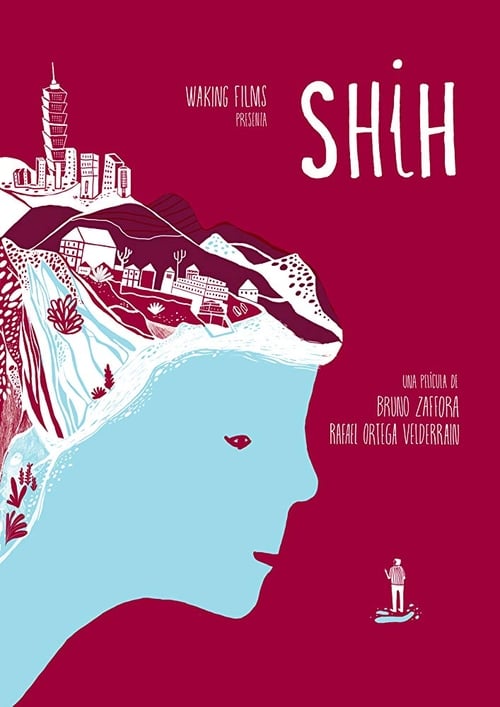 WAKING FILMS
PRESENTA
SHiH
UNA PELÍCULA DE
BRUNO ZAFFORA
RAFAEL ORTEGA VELDERRAIN